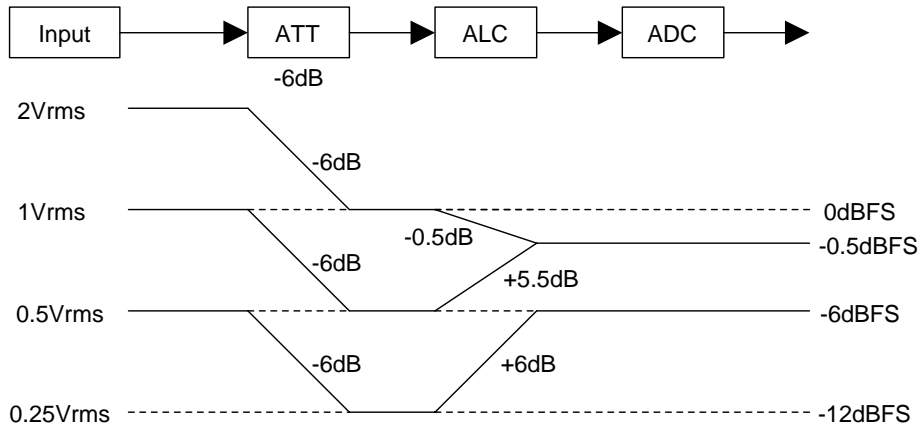 Input ATT ALC ADC
-6dB
2Vrms
-6dB
1Vrms 0dBFS
-0.5dB -0.5dBFS
-6dB +5.5dB
0.5Vrms -6dBFS
-6dB +6dB
0.25Vrms -12dBFS